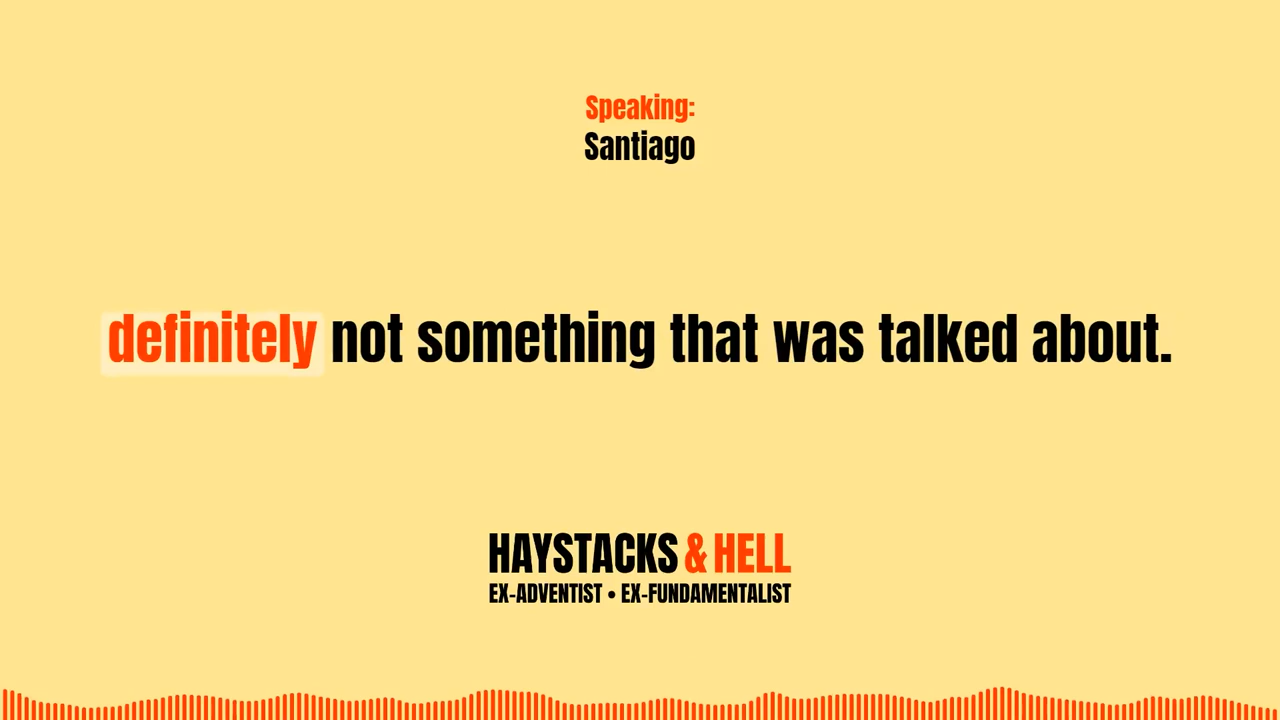 Speaking:
Santiago
definitely not something that was talked about.
HAYSTACKS & HELL
EX-ADVENTIST • EX-FUNDAMENTALIST